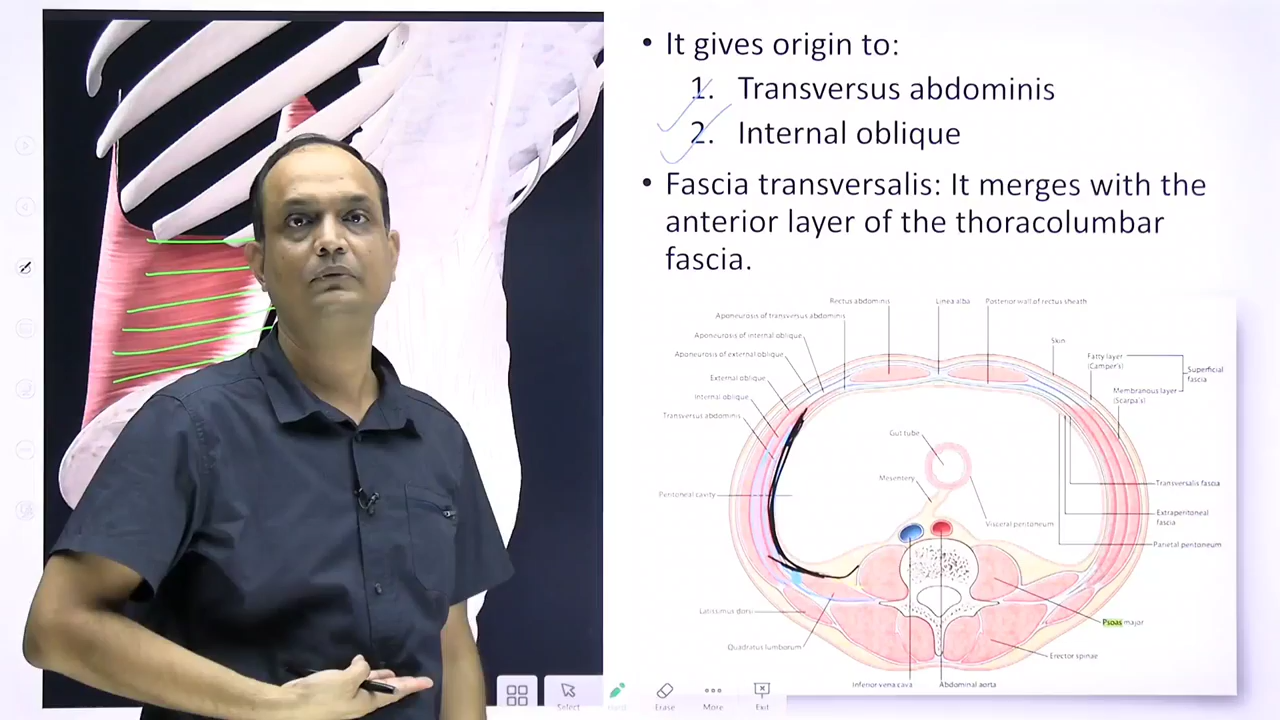 • It gives origin to:
1. Transversus abdominis
2. Internal oblique
• Fascia transversalis: It merges with the
anterior layer of the thoracolumbar
fascia.
Rectus abdominis
Linea alba
Posterior wall of rectus sheath
Aponeurosis of transversus abdominis
Aponeurosis of internal oblique
Aponeurosis of external oblique
External oblique
Internal oblique
Transversus abdominis
Skin
Fatty layer
(Camper's)
Superficial
fascia
Membranous layer
(Scarpa's)
Gut tube
Mesentery
Peritoneal cavity
Visceral peritoneum
Transversalis fascia
Extraperitoneal
fascia
Parietal peritoneum
Latissimus dorsi
Quadratus lumborum
Psoas major
Erector spinae
Inferior vena cava
Abdominal aorta
Select
Erase
More
Exit